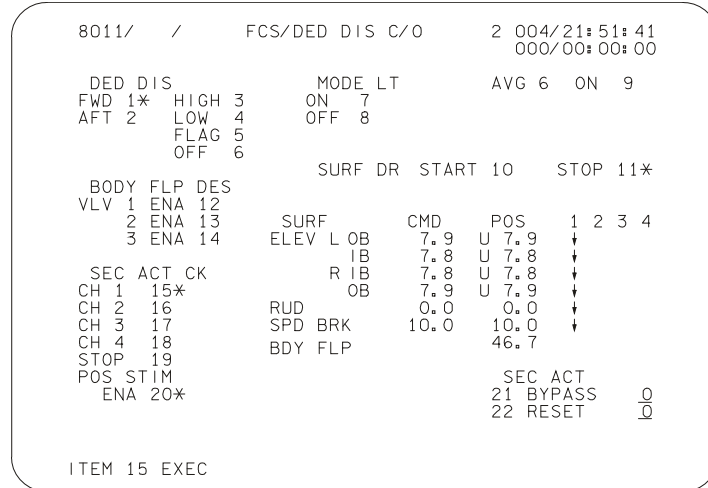 8011/ / FCS/DED DIS C/O 2 004/21:51:41
000/00:00:00
DED DIS MODE LT AVG 6 ON 9
FWD 1* HIGH 3 ON 7
AFT 2 LOW 4 OFF 8
FLAG 5
OFF 6
SURF DR START 10 STOP 11*
BODY FLP DES
VLV 1 ENA 12
2 ENA 13 SURF CMD POS 1 2 3 4
3 ENA 14 ELEV L OB 7.9 U 7.9 ↓
IB 7.8 U 7.8 ↓
SEC ACT CK R IB 7.8 U 7.8 ↓
CH 1 15* OB 7.9 U 7.9 ↓
CH 2 16 RUD 0.0 0.0 ↓
CH 3 17 SPD BRK 10.0 10.0 ↓
CH 4 18 BDY FLP 46.7
STOP 19
POS STIM SEC ACT
ENA 20* 21 BYPASS 0
22 RESET 0
ITEM 15 EXEC